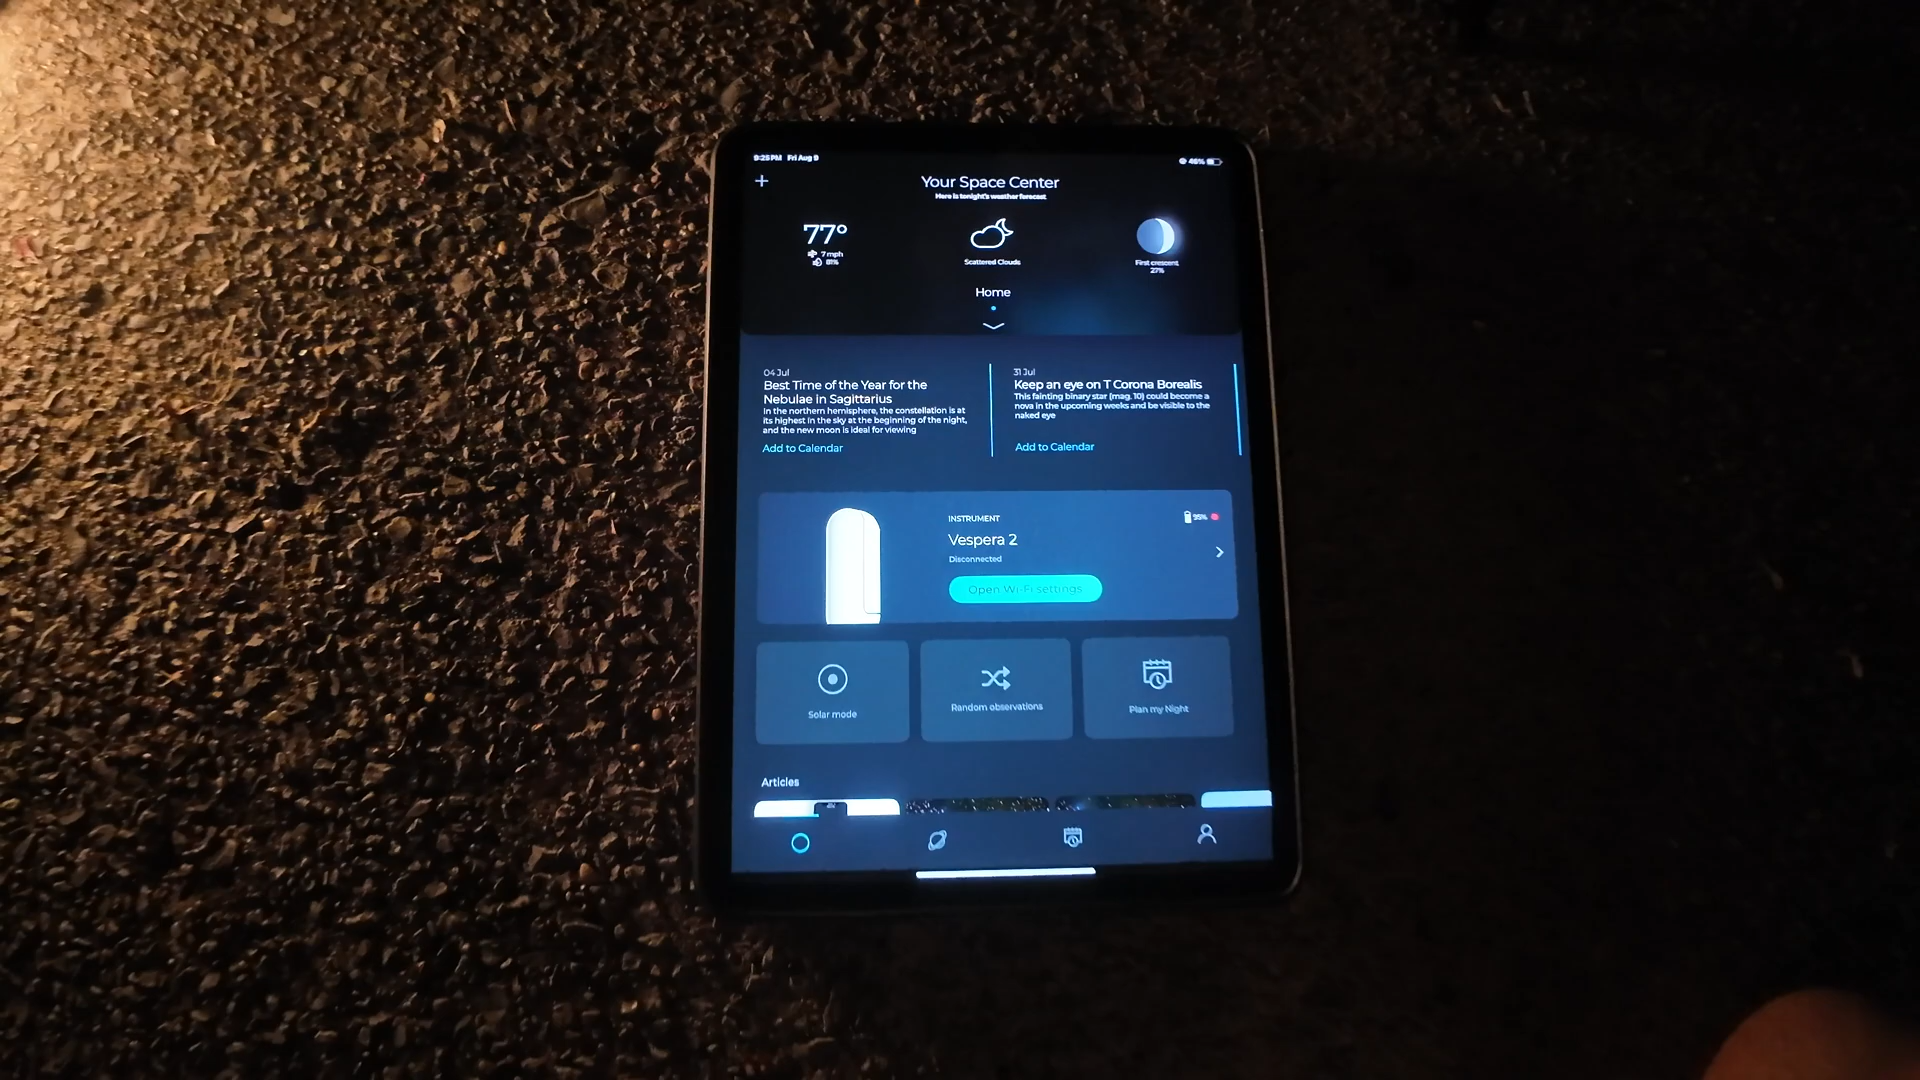 9:25 PM Fri Aug 9
46%
Your Space Center
Here is tonight's weather forecast
77°
7 mph
81%
Scattered Clouds
First crescent
27%
Home
04 Jul
Best Time of the Year for the
Nebulae in Sagittarius
In the northern hemisphere, the constellation is at
its highest in the sky at the beginning of the night,
and the new moon is ideal for viewing
Add to Calendar
31 Jul
Keep an eye on T Corona Borealis
This fainting binary star (mag. 10) could become a
nova in the upcoming weeks and be visible to the
naked eye
Add to Calendar
INSTRUMENT
95%
Vespera 2
Disconnected
Open Wi-Fi settings
Solar mode
Random observations
Plan my Night
Articles